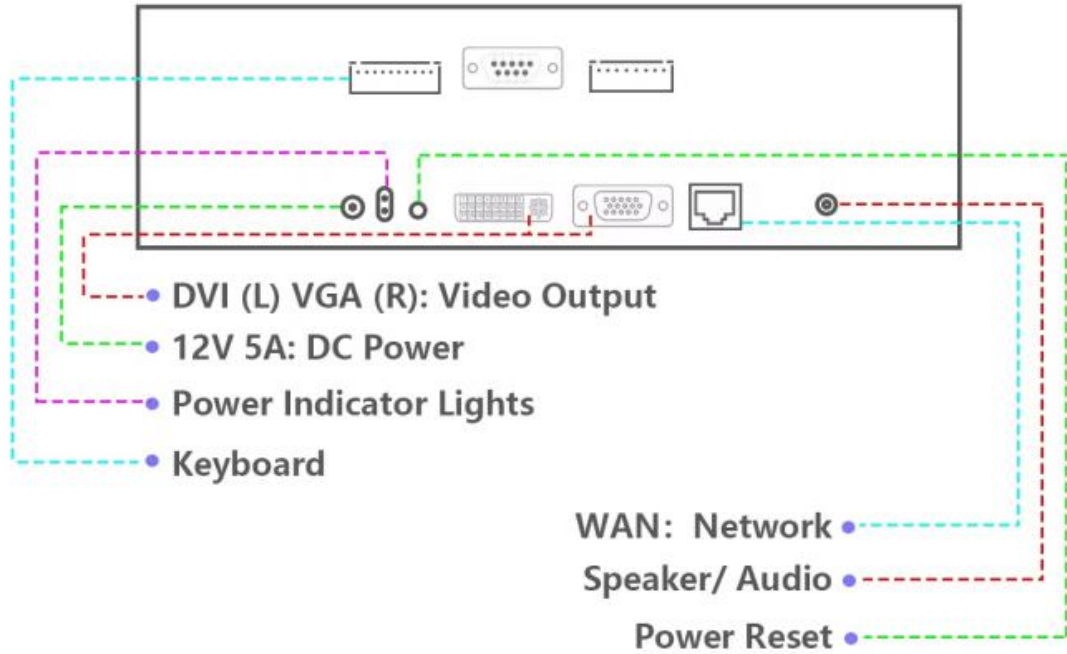 DVI (L) VGA (R): Video Output
12V 5A: DC Power
Power Indicator Lights
Keyboard
WAN: Network
Speaker/ Audio
Power Reset